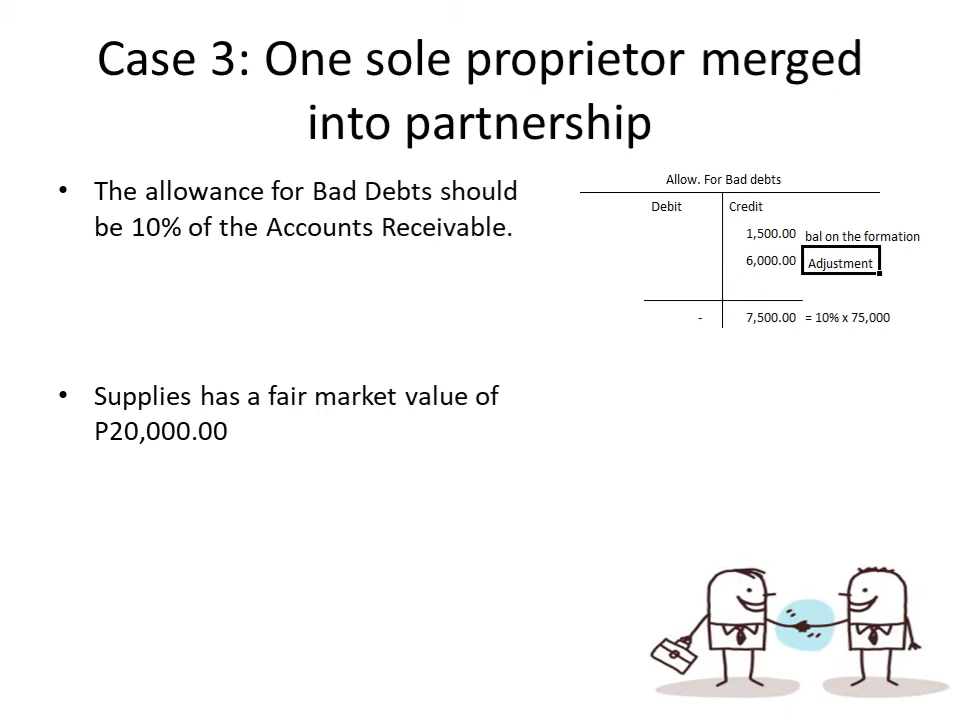 Case 3: One sole proprietor merged
into partnership
• The allowance for Bad Debts should
be 10% of the Accounts Receivable.
Allow. For Bad debts
Debit Credit
1,500.00 bal on the formation
6,000.00 Adjustment
- 7,500.00 = 10% x 75,000
• Supplies has a fair market value of
P20,000.00